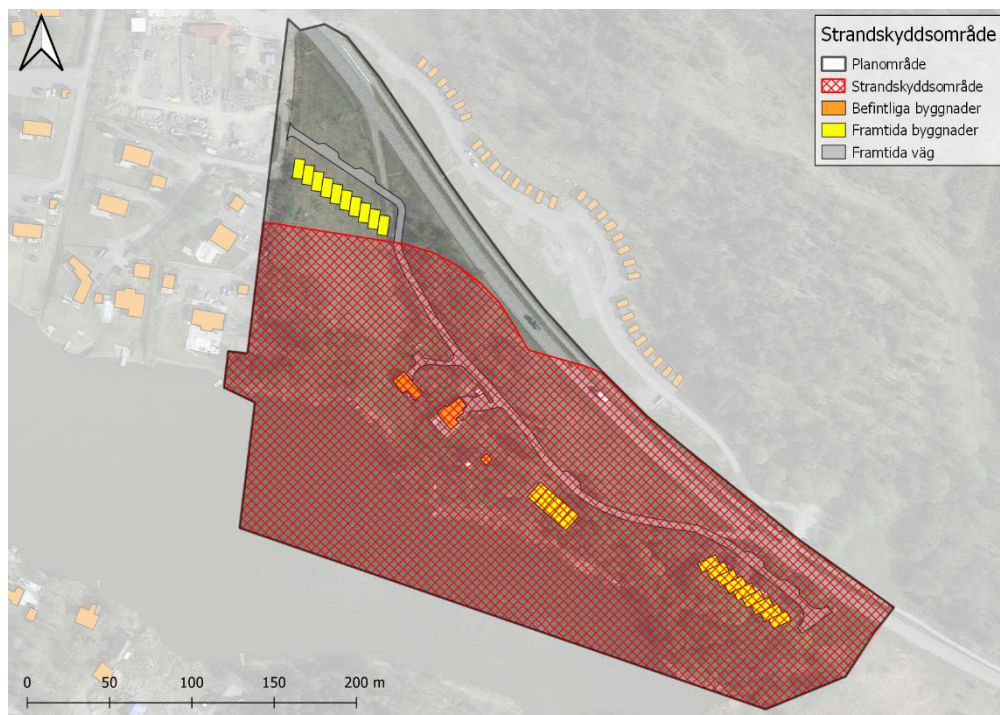 Strandskyddsområde
Planområde
Strandskyddsområde
Befintliga byggnader
Framtida byggnader
Framtida väg
0 50 100 150 200 m